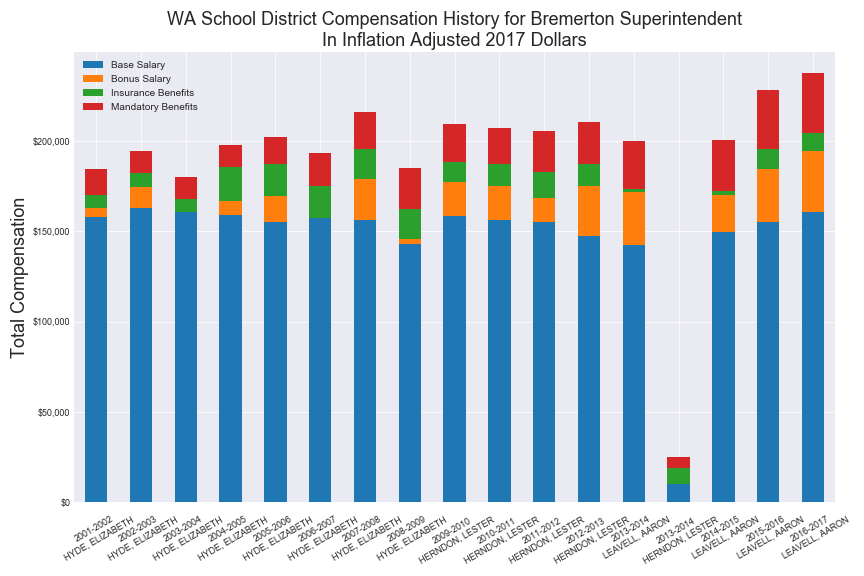 WA School District Compensation History for Bremerton Superintendent
In Inflation Adjusted 2017 Dollars
Base Salary
Bonus Salary
Insurance Benefits
Mandatory Benefits
Total Compensation
$200,000
$150,000
$100,000
$50,000
$0
2001-2002
HYDE, ELIZABETH
2002-2003
HYDE, ELIZABETH
2003-2004
HYDE, ELIZABETH
2004-2005
HYDE, ELIZABETH
2005-2006
HYDE, ELIZABETH
2006-2007
HYDE, ELIZABETH
2007-2008
HYDE, ELIZABETH
2008-2009
HYDE, ELIZABETH
2009-2010
HERNDON, LESTER
2010-2011
HERNDON, LESTER
2011-2012
HERNDON, LESTER
2012-2013
HERNDON, LESTER
2013-2014
LEAVELL, AARON
2013-2014
HERNDON, LESTER
2014-2015
LEAVELL, AARON
2015-2016
LEAVELL, AARON
2016-2017
LEAVELL, AARON